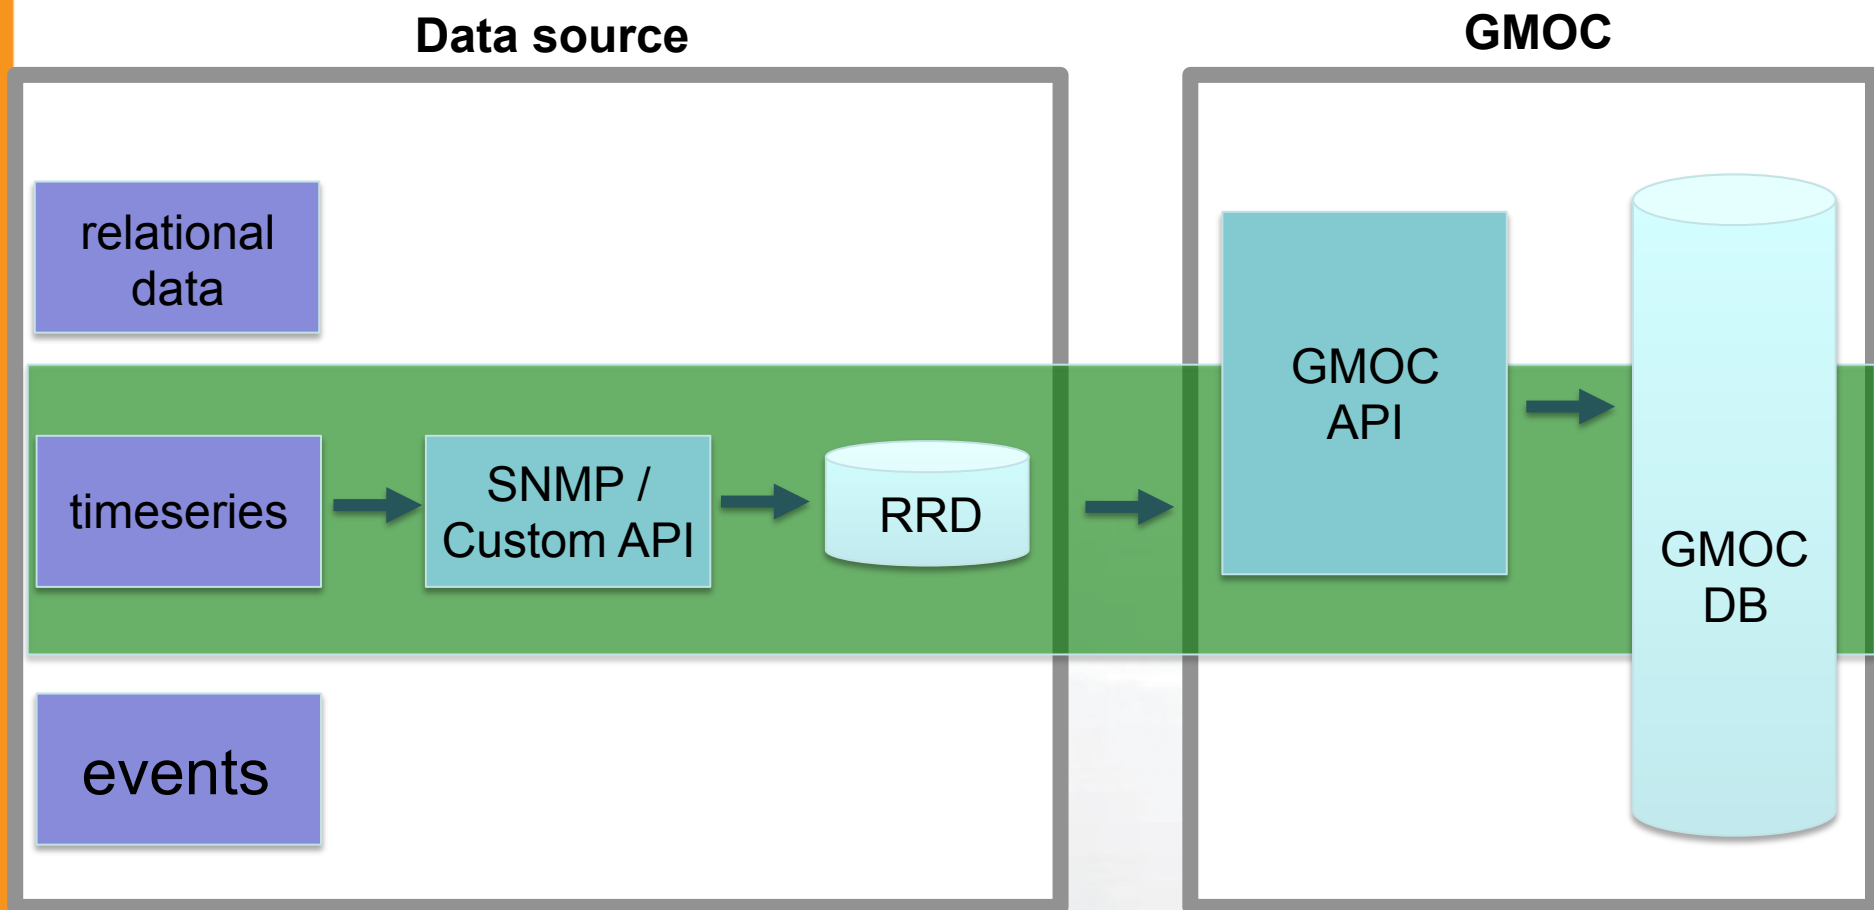 Data source
GMOC
relational
data
timeseries
SNMP /
Custom API
RRD
GMOC
API
GMOC
DB
events